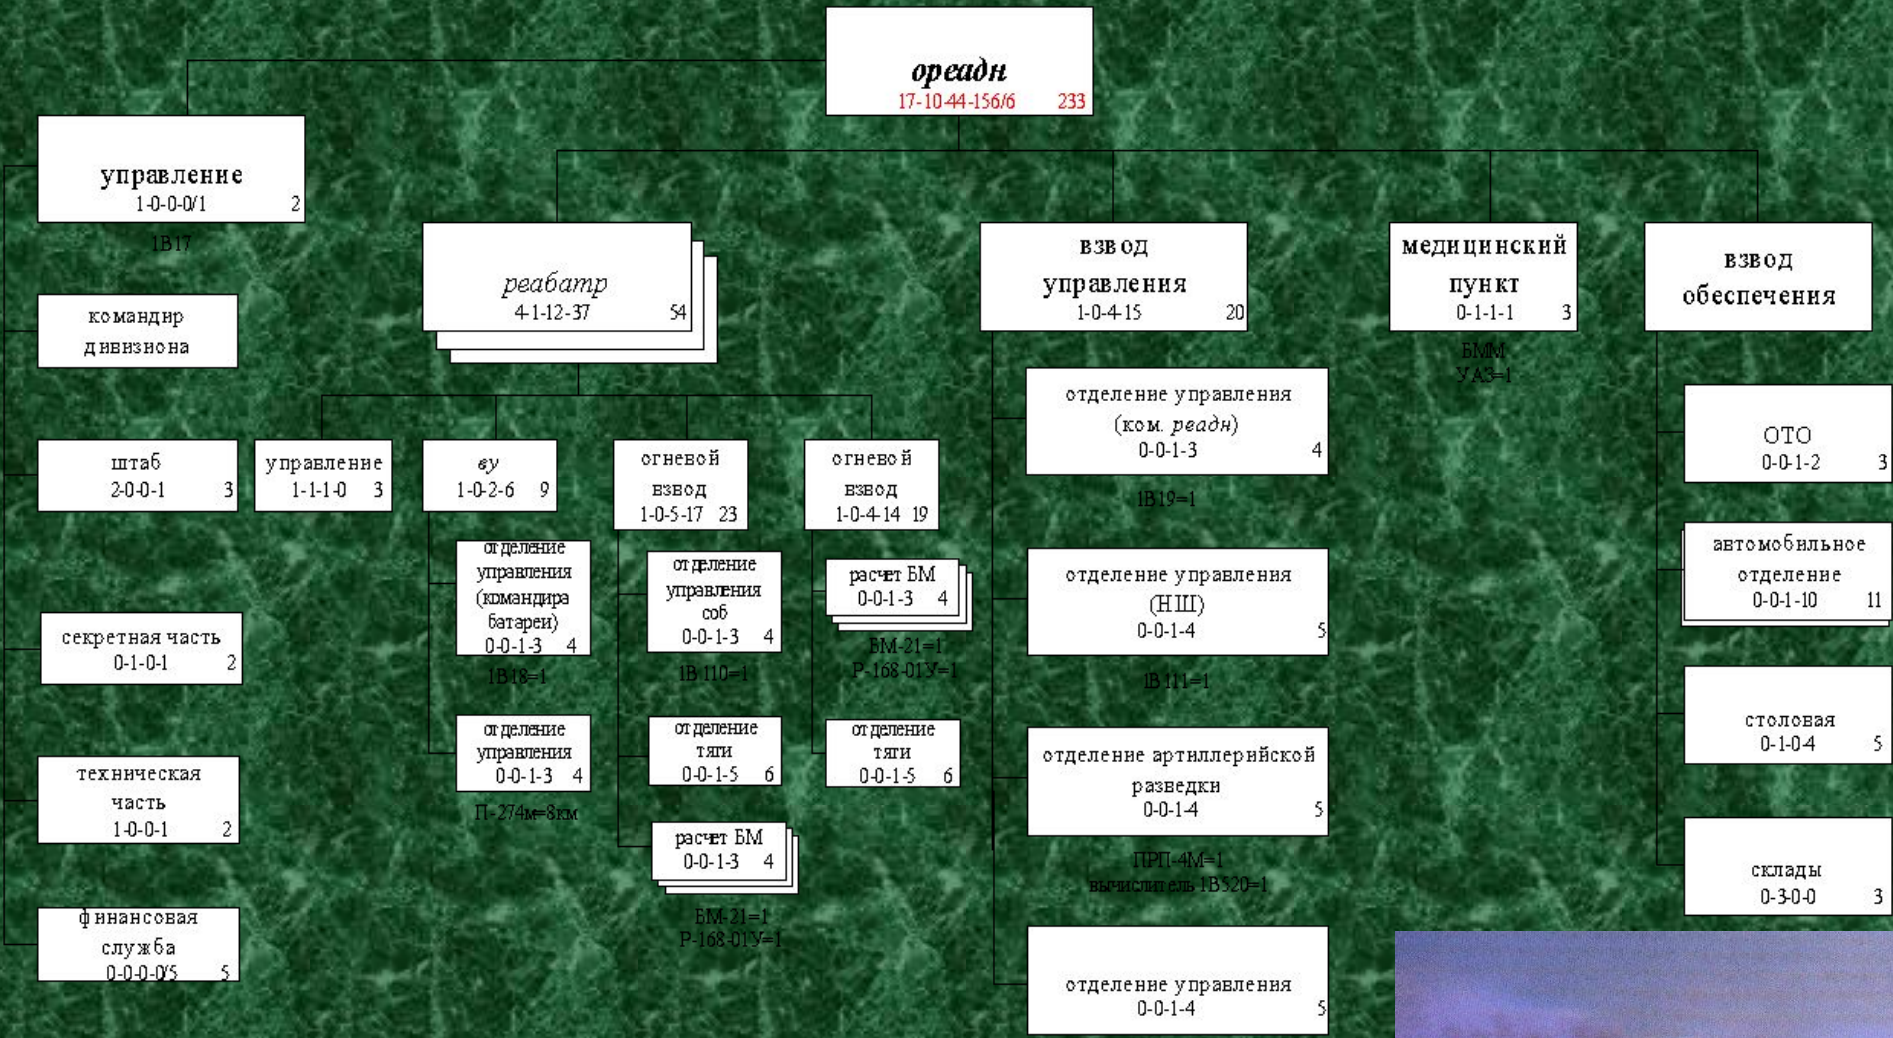 ореадн
17-10-44-156/6 233
управление
1-0-0-0/1 2
1В17
командир
дивизиона
штаб
2-0-0-1 3
секретная часть
0-1-0-1 2
техническая
часть
1-0-0-1 2
финансовая
служба
0-0-0-0/5 5
реабатр
4-1-12-37 54
управление
1-1-1-0 3
ву
1-0-2-6 9
отделение
управления
(командира
батареи)
0-0-1-3 4
1В18=1
отделение
управления
0-0-1-3 4
П-274м=8км
огневой
взвод
1-0-5-17 23
отделение
управления
соб
0-0-1-3 4
1В110=1
отделение
тяги
0-0-1-5 6
расчет БМ
0-0-1-3 4
БМ-21=1
Р-168-01У=1
огневой
взвод
1-0-4-14 19
расчет БМ
0-0-1-3 4
БМ-21=1
Р-168-01У=1
отделение
тяги
0-0-1-5 6
взвод
управления
1-0-4-15 20
отделение управления
(ком. реадн)
0-0-1-3 4
1В19=1
отделение управления
(НШ)
0-0-1-4 5
1В111=1
отделение артиллерийской
разведки
0-0-1-4 5
ПРП-4М=1
вычислитель 1В520=1
отделение управления
0-0-1-4 5
медицинский
пункт
0-1-1-1 3
БММ
УАЗ=1
взвод
обеспечения
ОТО
0-0-1-2 3
автомобильное
отделение
0-0-1-10 11
столовая
0-1-0-4 5
склады
0-3-0-0 3